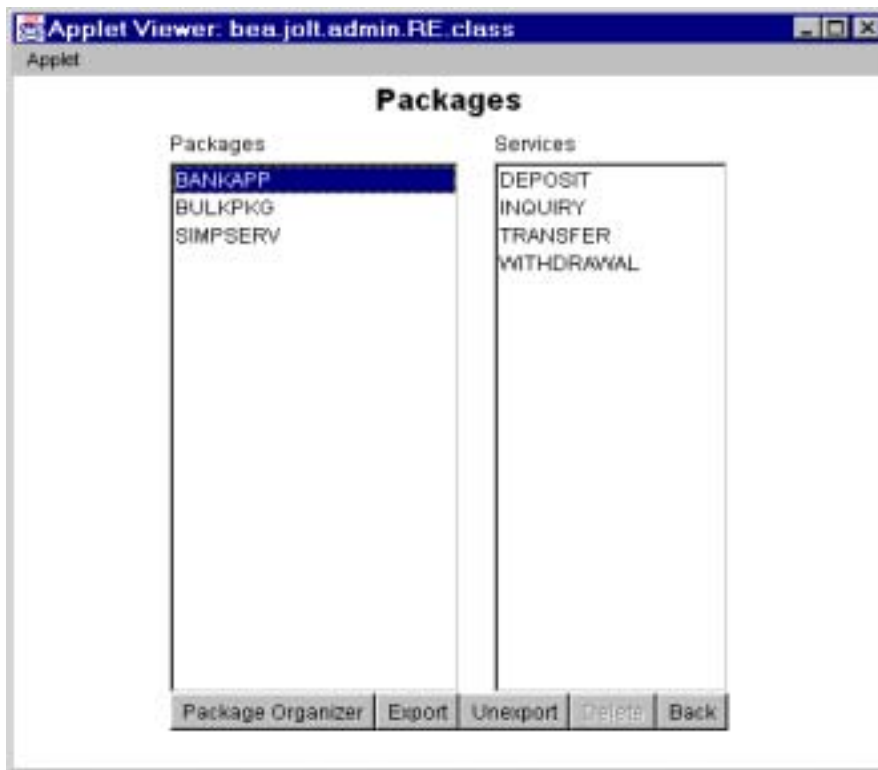 Applet Viewer: bea.jolt.admin.RE.class
Applet
Packages
Packages
Services
BANKAPP
BULKPKG
SIMPSERV
DEPOSIT
INQUIRY
TRANSFER
WITHDRAWAL
Package Organizer Export Unexport Delete Back